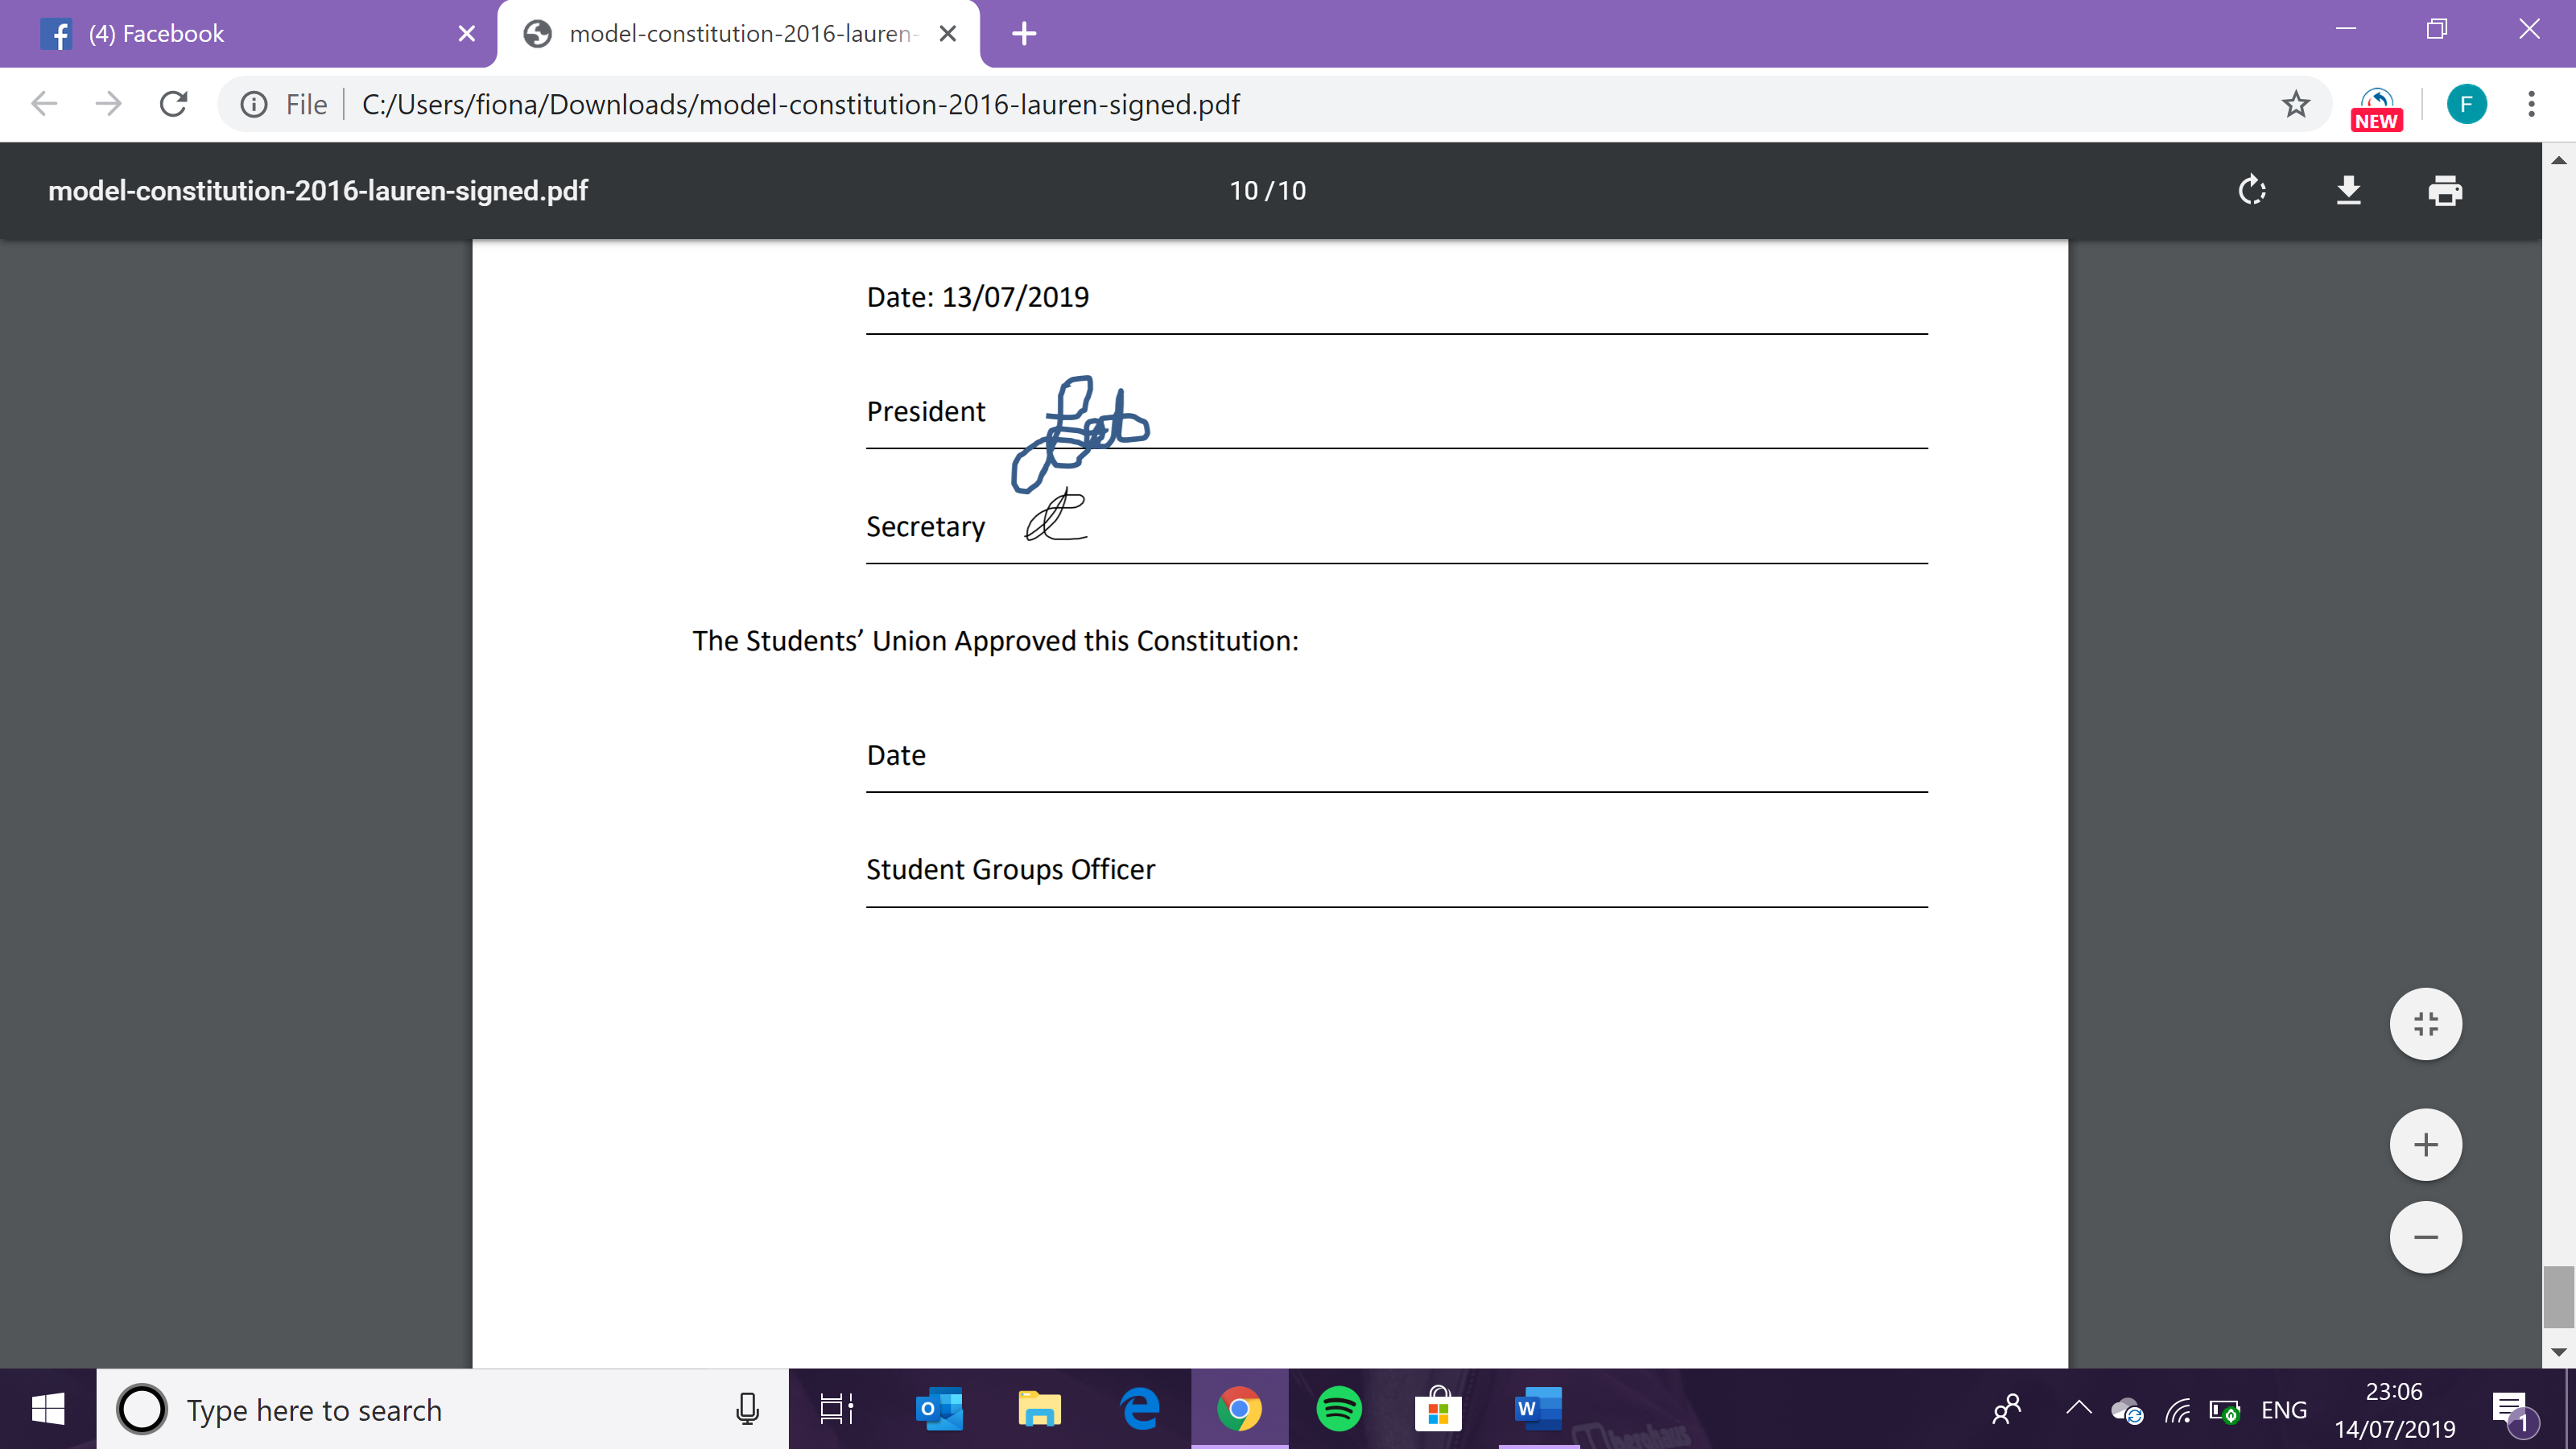 (4) Facebook
model-constitution-2016-lauren-
File
C:/Users/fiona/Downloads/model-constitution-2016-lauren-signed.pdf
NEW
F
model-constitution-2016-lauren-signed.pdf
10 / 10
Date: 13/07/2019
President
Secretary
The Students’ Union Approved this Constitution:
Date
Student Groups Officer
Type here to search
ENG
23:06
14/07/2019
1